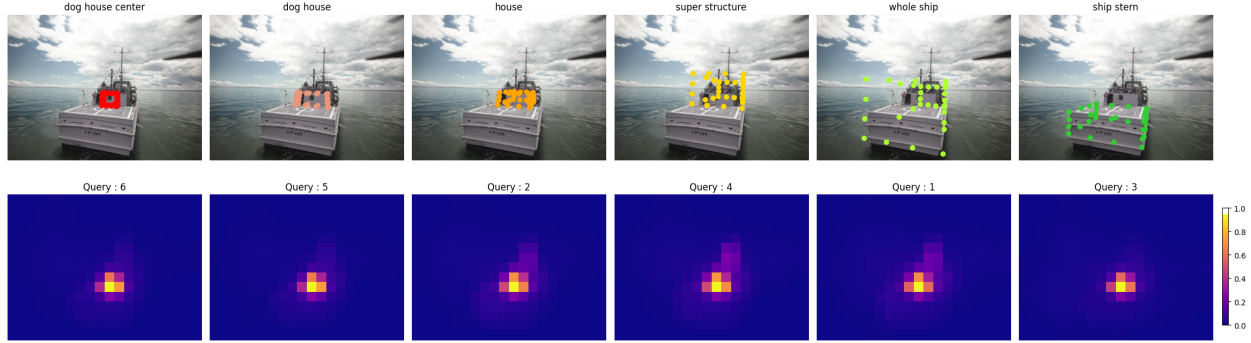 dog house center
dog house
house
super structure
whole ship
ship stern
Query : 6
Query : 5
Query : 2
Query : 4
Query : 1
Query : 3
1.0
0.8
0.6
0.4
0.2
0.0